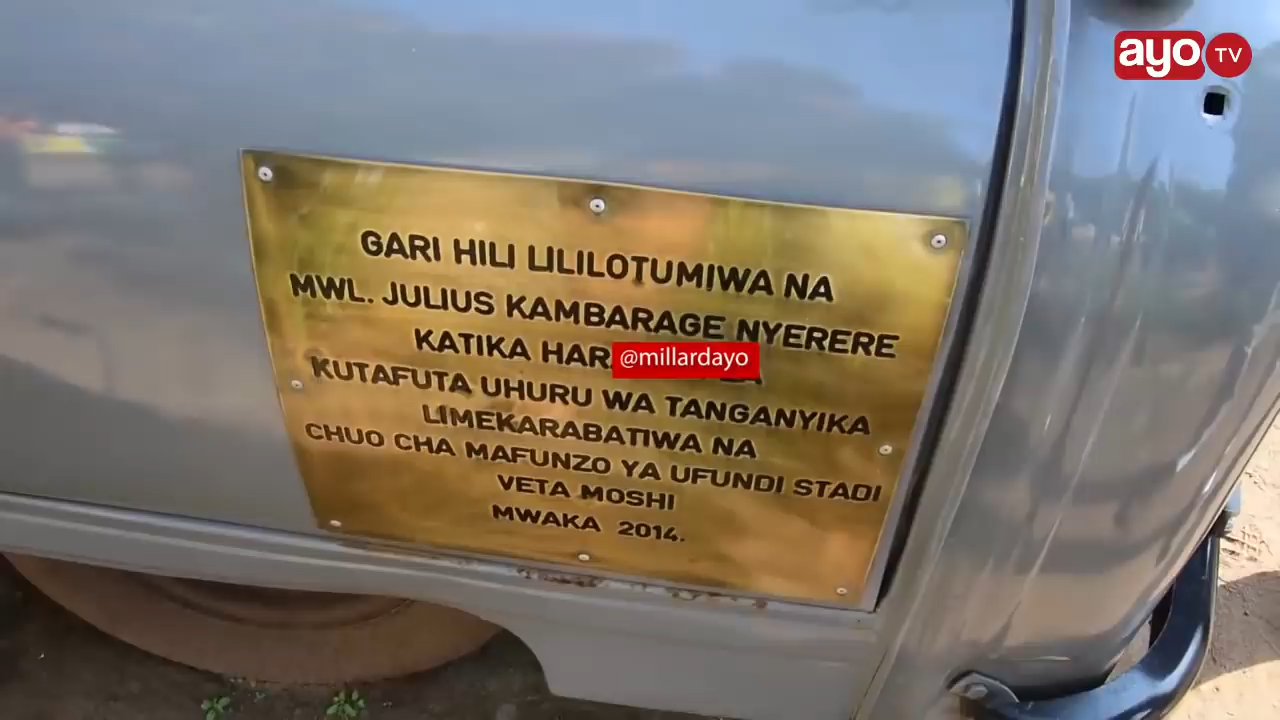 ayo TV
GARI HILI LILILOTUMIWA NA
MWL. JULIUS KAMBARAGE NYERERE
KATIKA
@millardayo
KUTAFUTA UHURU WA TANGANYIKA
LIMEKARABATIWA NA
CHUO CHA MAFUNZO YA UFUNDI STADI
VETA MOSHI
MWAKA 2014.